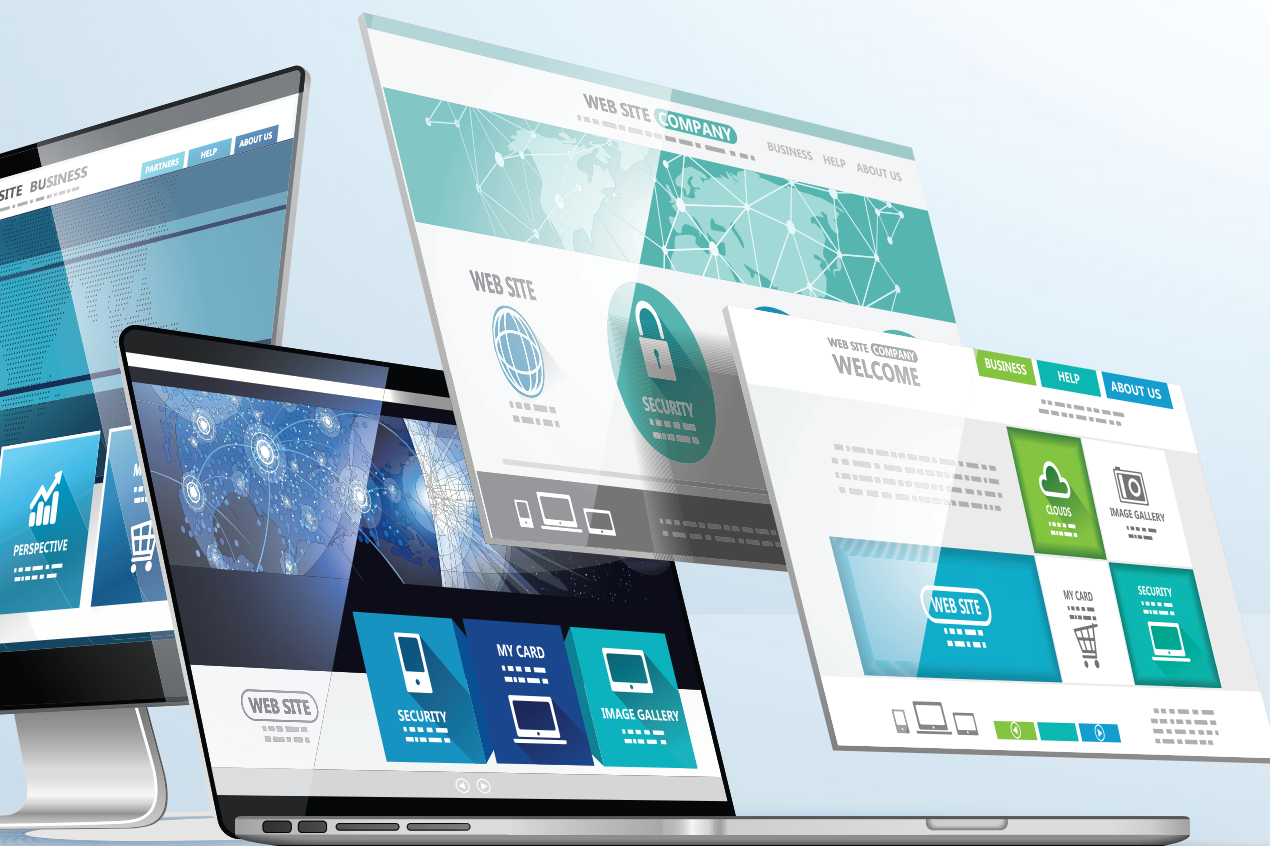 SITE BUSINESS
PARTNERS
HELP
ABOUT US
PERSPECTIVE
WEB SITE
SECURITY
MY CARD
IMAGE GALLERY
WEB SITE COMPANY
BUSINESS
HELP
ABOUT US
WEB SITE
SECURITY
WEB SITE COMPANY
WELCOME
BUSINESS
HELP
ABOUT US
CLOUDS
IMAGE GALLERY
WEB SITE
MY CARD
SECURITY